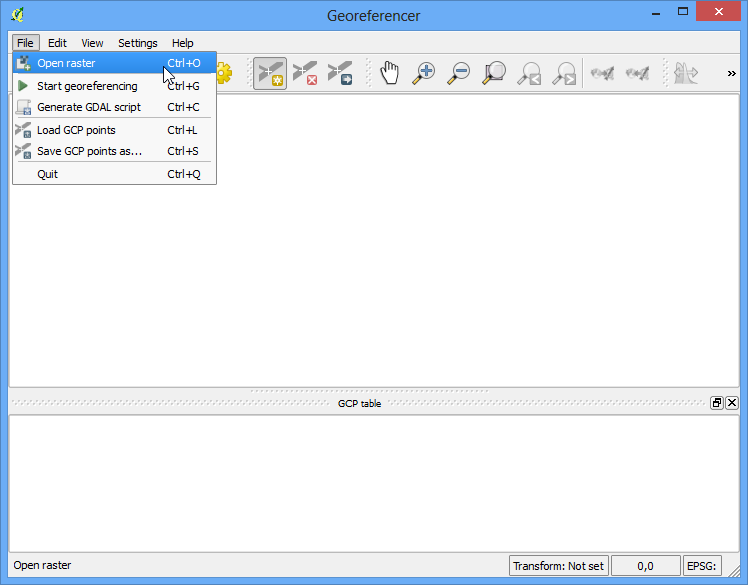 Georeferencer
File Edit View Settings Help
Open raster Ctrl+O
Start georeferencing Ctrl+G
Generate GDAL script Ctrl+C
Load GCP points Ctrl+L
Save GCP points as... Ctrl+S
Quit Ctrl+Q
GCP table
Open raster Transform: Not set 0,0 EPSG: